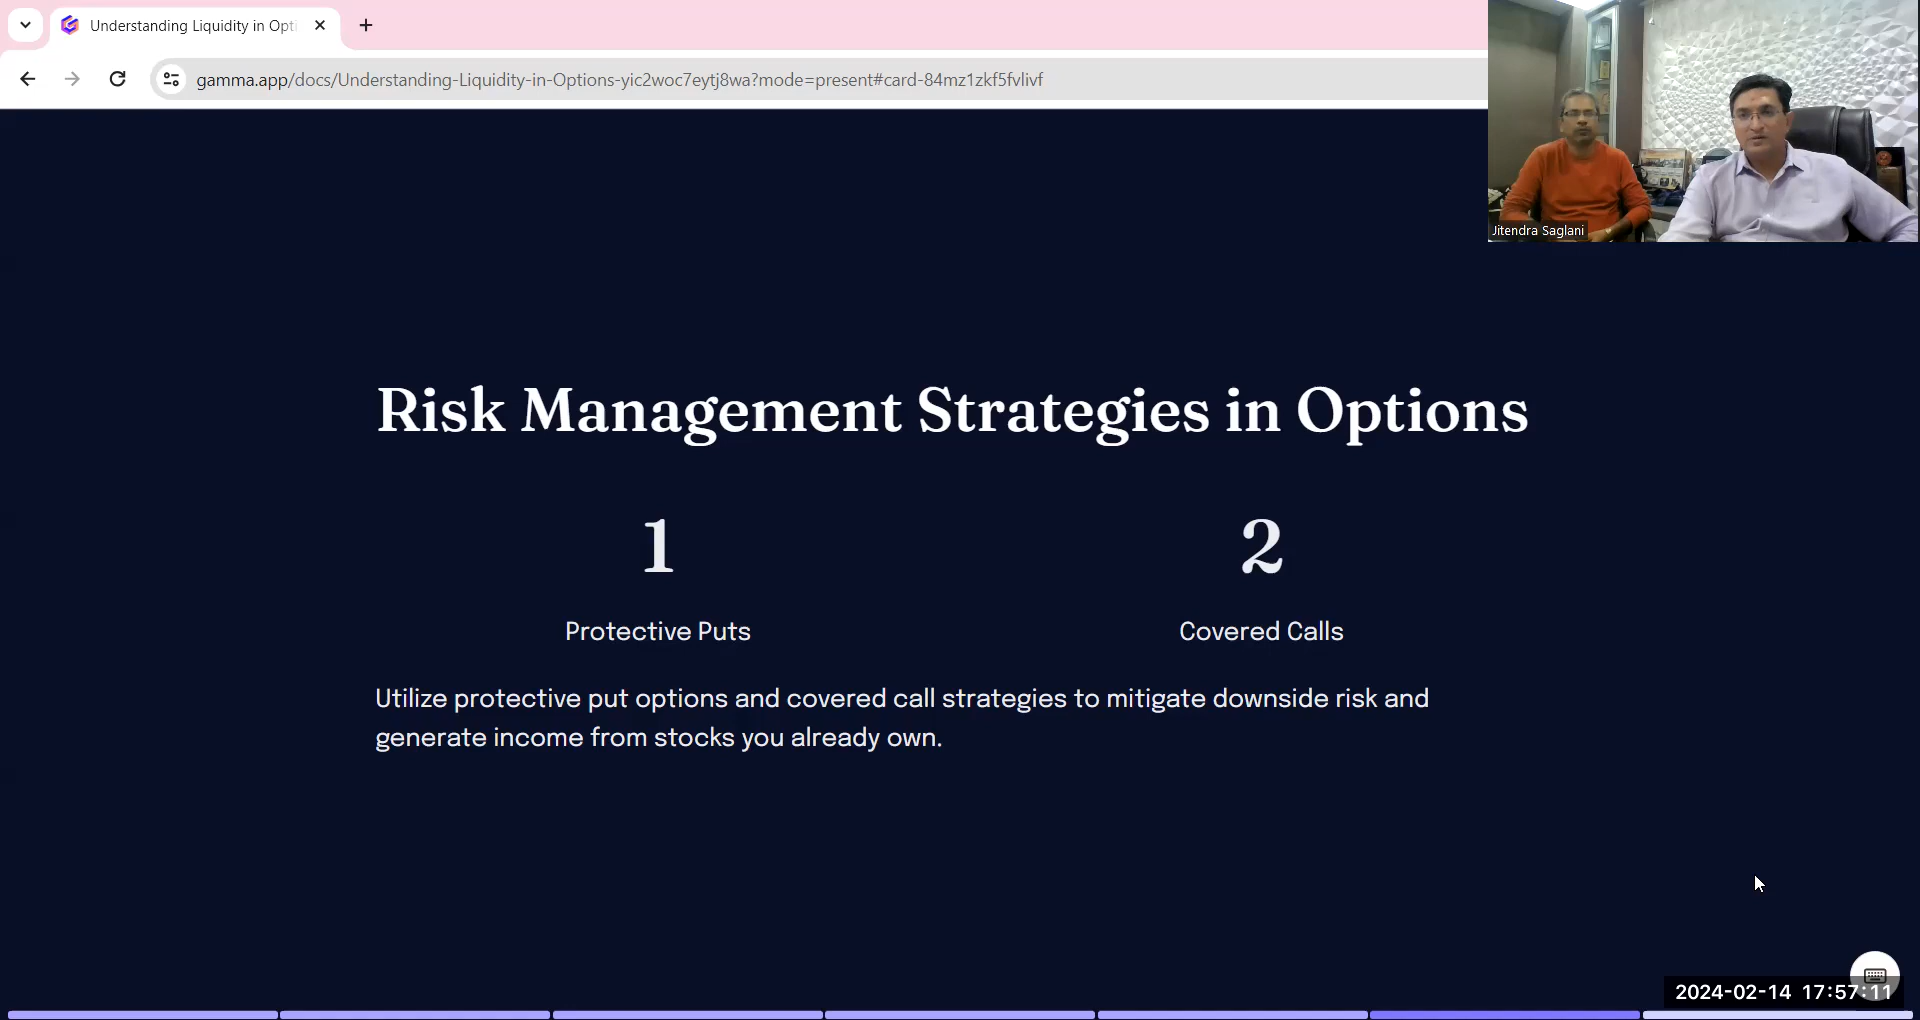 Understanding Liquidity in Opti
gamma.app/docs/Understanding-Liquidity-in-Options-yic2woc7eytj8wa?mode=present#card-84mz1zkf5fvlivf
Jitendra Saglani
Risk Management Strategies in Options
1
2
Protective Puts
Covered Calls
Utilize protective put options and covered call strategies to mitigate downside risk and
generate income from stocks you already own.
2024-02-14 17:57:11